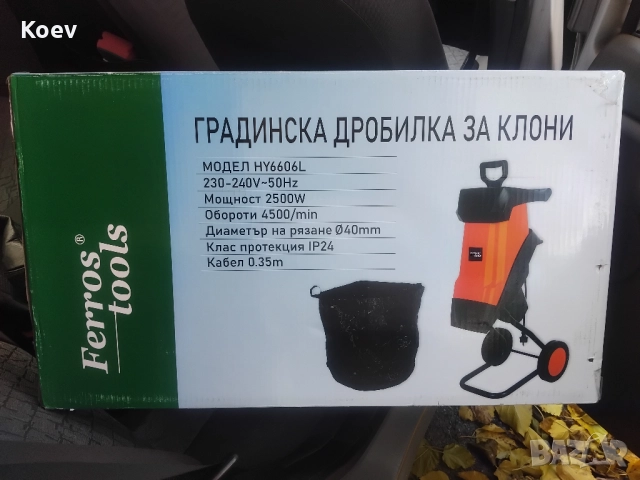 Koev
ГРАДИНСКА ДРОБИЛКА ЗА КЛОНИ
МОДЕЛ HY6606L
230-240V~50Hz
Мощност 2500W
Обороти 4500/min
Диаметър на рязане Ø40mm
Клас протекция IP24
Кабел 0.35m
Ferros®
tools
BAZAR